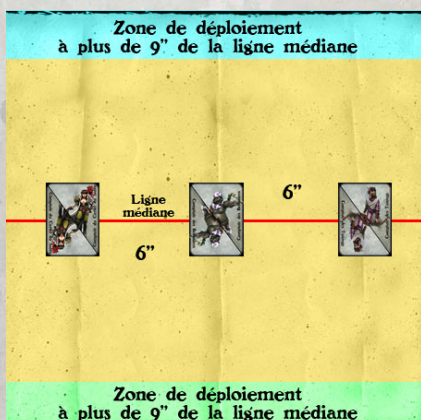 Zone de déploiement
à plus de 9" de la ligne médiane
Ligne
médiane
6"
6"
Zone de déploiement
à plus de 9" de la ligne médiane